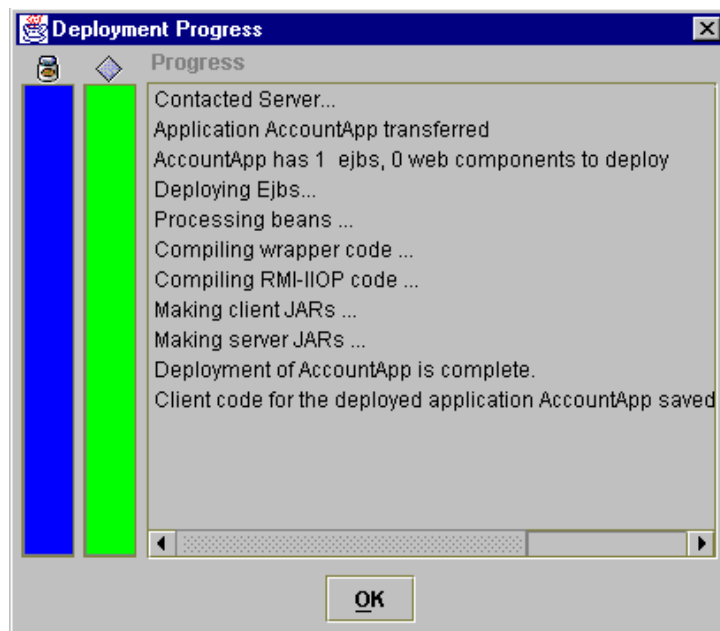 Deployment Progress
Progress
Contacted Server...
Application AccountApp transferred
AccountApp has 1  ejbs, 0 web components to deploy
Deploying Ejbs...
Processing beans ...
Compiling wrapper code ...
Compiling RMI-IIOP code ...
Making client JARs ...
Making server JARs ...
Deployment of AccountApp is complete.
Client code for the deployed application AccountApp saved
OK